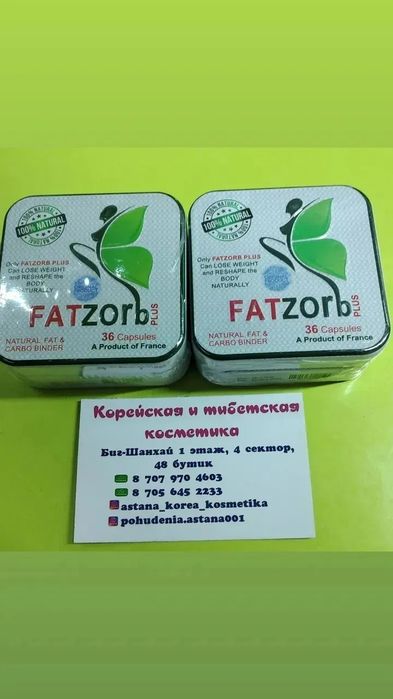 100% NATURAL
Only FATZORB PLUS
Can LOSE WEIGHT
and RESHAPE the
BODY
NATURALLY
FATZorb PLUS
36 Capsules
NATURAL FAT &
CARBO BINDER
A Product of France
100% NATURAL
Only FATZORB PLUS
Can LOSE WEIGHT
and RESHAPE the
BODY
NATURALLY
FATZorb PLUS
36 Capsules
NATURAL FAT &
CARBO BINDER
A Product of France
Корейская и тибетская
косметика
Биг-Шанхай 1 этаж, 4 сектор,
48 бутик
8 707 970 4603
8 705 645 2233
astana_korea_kosmetika
pohudenia.astana001